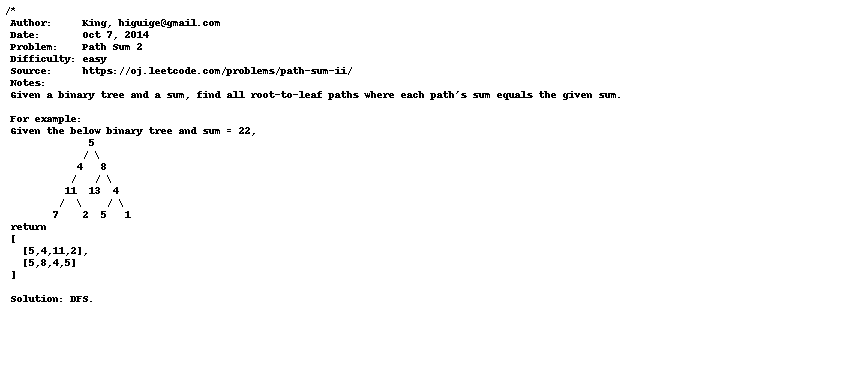 /*
 Author:     King, higuige@gmail.com
 Date:       Oct 7, 2014
 Problem:    Path Sum 2
 Difficulty: easy
 Source:     https://oj.leetcode.com/problems/path-sum-ii/
 Notes:
 Given a binary tree and a sum, find all root-to-leaf paths where each path's sum equals the given sum.

 For example:
 Given the below binary tree and sum = 22,
              5
             / \
            4   8
           /   / \
          11  13  4
         /  \    / \
        7    2  5   1
 return
 [
   [5,4,11,2],
   [5,8,4,5]
 ]

 Solution: DFS.